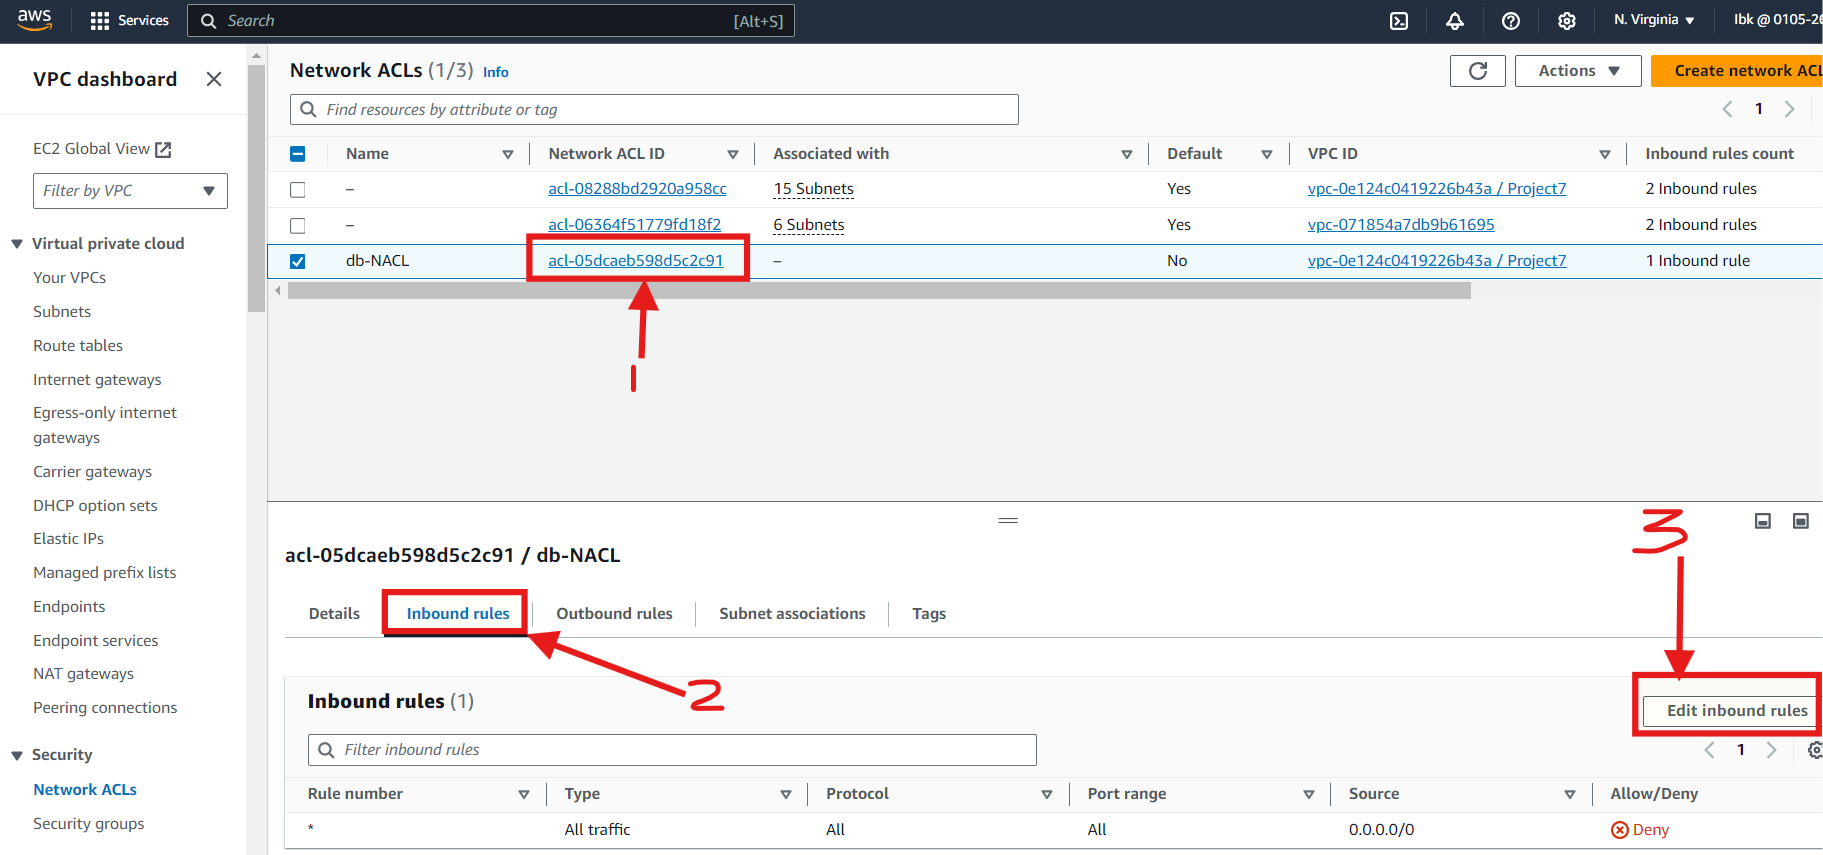 aws Services Search [Alt+S] N. Virginia Ibk @ 0105-26
VPC dashboard
EC2 Global View
Filter by VPC
Virtual private cloud
Your VPCs
Subnets
Route tables
Internet gateways
Egress-only internet
gateways
Carrier gateways
DHCP option sets
Elastic IPs
Managed prefix lists
Endpoints
Endpoint services
NAT gateways
Peering connections
Security
Network ACLs
Security groups
Network ACLs (1/3) Info
Actions
Create network ACL
Find resources by attribute or tag
1
Name Network ACL ID Associated with Default VPC ID Inbound rules count
– acl-08288bd2920a958cc 15 Subnets Yes vpc-0e124c0419226b43a / Project7 2 Inbound rules
– acl-06364f51779fd18f2 6 Subnets Yes vpc-071854a7db9b61695 2 Inbound rules
db-NACL acl-05dcaeb598d5c2c91 – No vpc-0e124c0419226b43a / Project7 1 Inbound rule
1
3
acl-05dcaeb598d5c2c91 / db-NACL
Details Inbound rules Outbound rules Subnet associations Tags
2
Inbound rules (1)
Edit inbound rules
Filter inbound rules
1
Rule number Type Protocol Port range Source Allow/Deny
* All traffic All All 0.0.0.0/0 Deny